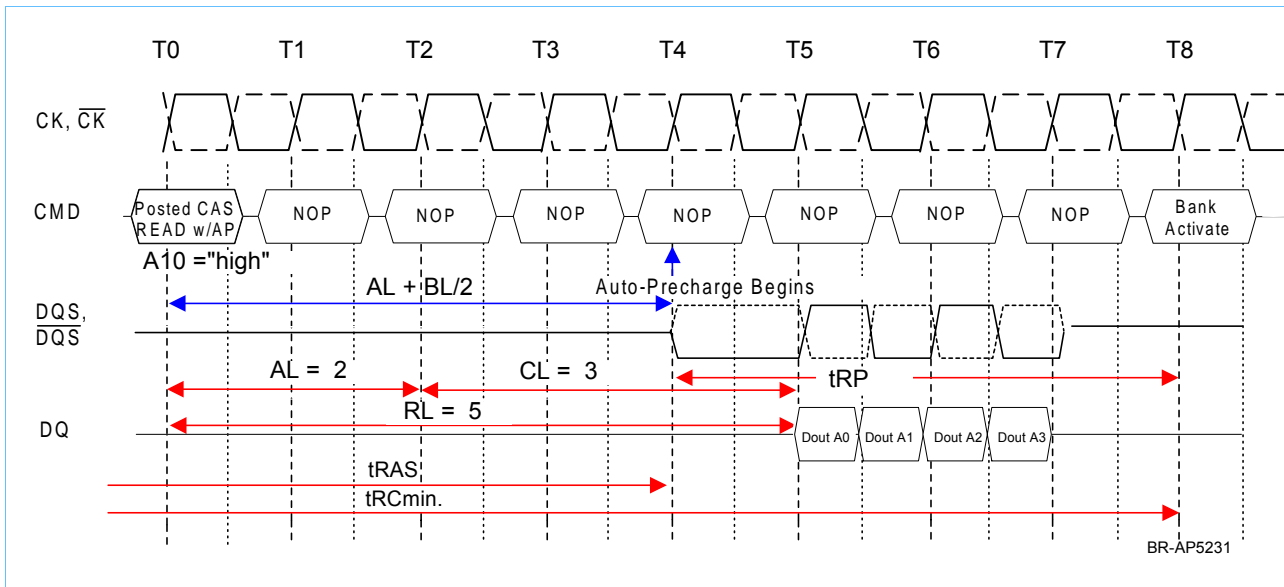 T0 T1 T2 T3 T4 T5 T6 T7 T8
CK, CK
CMD
Posted CAS
READ w/AP
NOP NOP NOP NOP NOP NOP NOP
Bank
Activate
A10 ="high"
AL + BL/2
Auto-Precharge Begins
DQS,
DQS
AL = 2
CL = 3
tRP
RL = 5
DQ
Dout A0 Dout A1 Dout A2 Dout A3
tRAS
tRCmin.
BR-AP5231